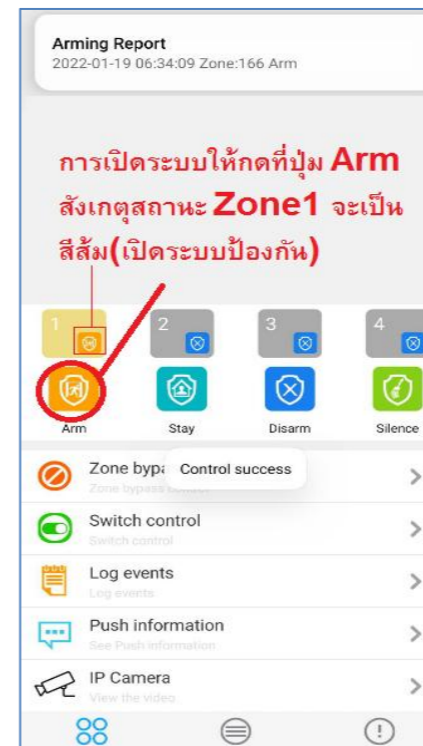 Arming Report
2022-01-19 06:34:09 Zone:166 Arm
การเปิดระบบให้กดที่ปุ่ม Arm
สังเกตุสถานะ Zone1 จะเป็น
สีส้ม(เปิดระบบป้องกัน)
1 2 3 4
Arm Stay Disarm Silence
Zone bypa
Control success
Zone bypass
Switch control
Switch control
Log events
Log events
Push information
See Push information
IP Camera
View the video